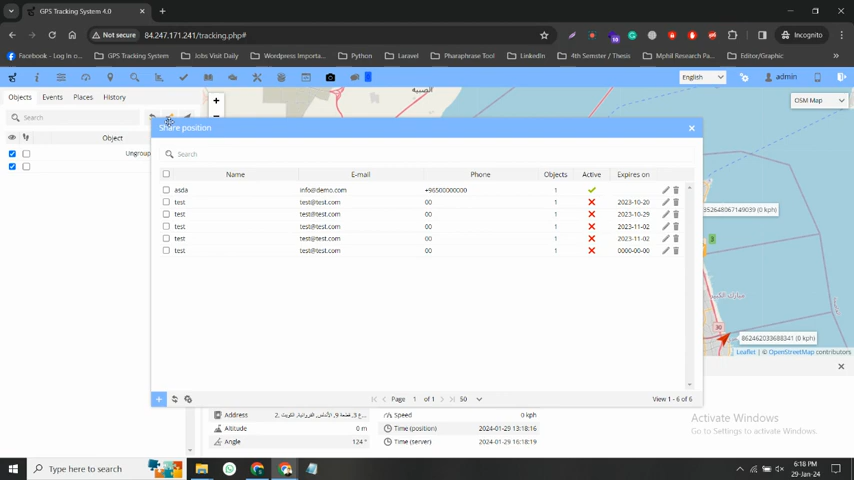 GPS Tracking System 4.0
Not secure 84.247.171.241/tracking.php#
Incognito
Facebook - Log In o... GPS Tracking System Jobs Visit Daily Wordpress Importa... Python Laravel Pharaphrase Tool LinkedIn 4th Semster / Thesis Mphil Research Pa... Editor/Graphic
English admin
Objects Events Places History
OSM Map
الصبية
Search
Object
Ungroup
Share position
Search
Name E-mail Phone Objects Active Expires on
asda info@demo.com +96500000000 1
test test@test.com 00 1 2023-10-20
test test@test.com 00 1 2023-10-29
test test@test.com 00 1 2023-11-02
test test@test.com 00 1 2023-11-02
test test@test.com 00 1 0000-00-00
352648067149039 (0 kph)
3
مبارك الكبير
30
862462033688341 (0 kph)
Leaflet | © OpenStreetMap contributors
Page 1 of 1 50
View 1 - 6 of 6
Address
Speed 0 kph
Altitude 0 m
Time (position) 2024-01-29 13:18:16
Angle 124 °
Time (server) 2024-01-29 16:18:19
Activate Windows
Go to Settings to activate Windows.
Type here to search
6:18 PM
29-Jan-24